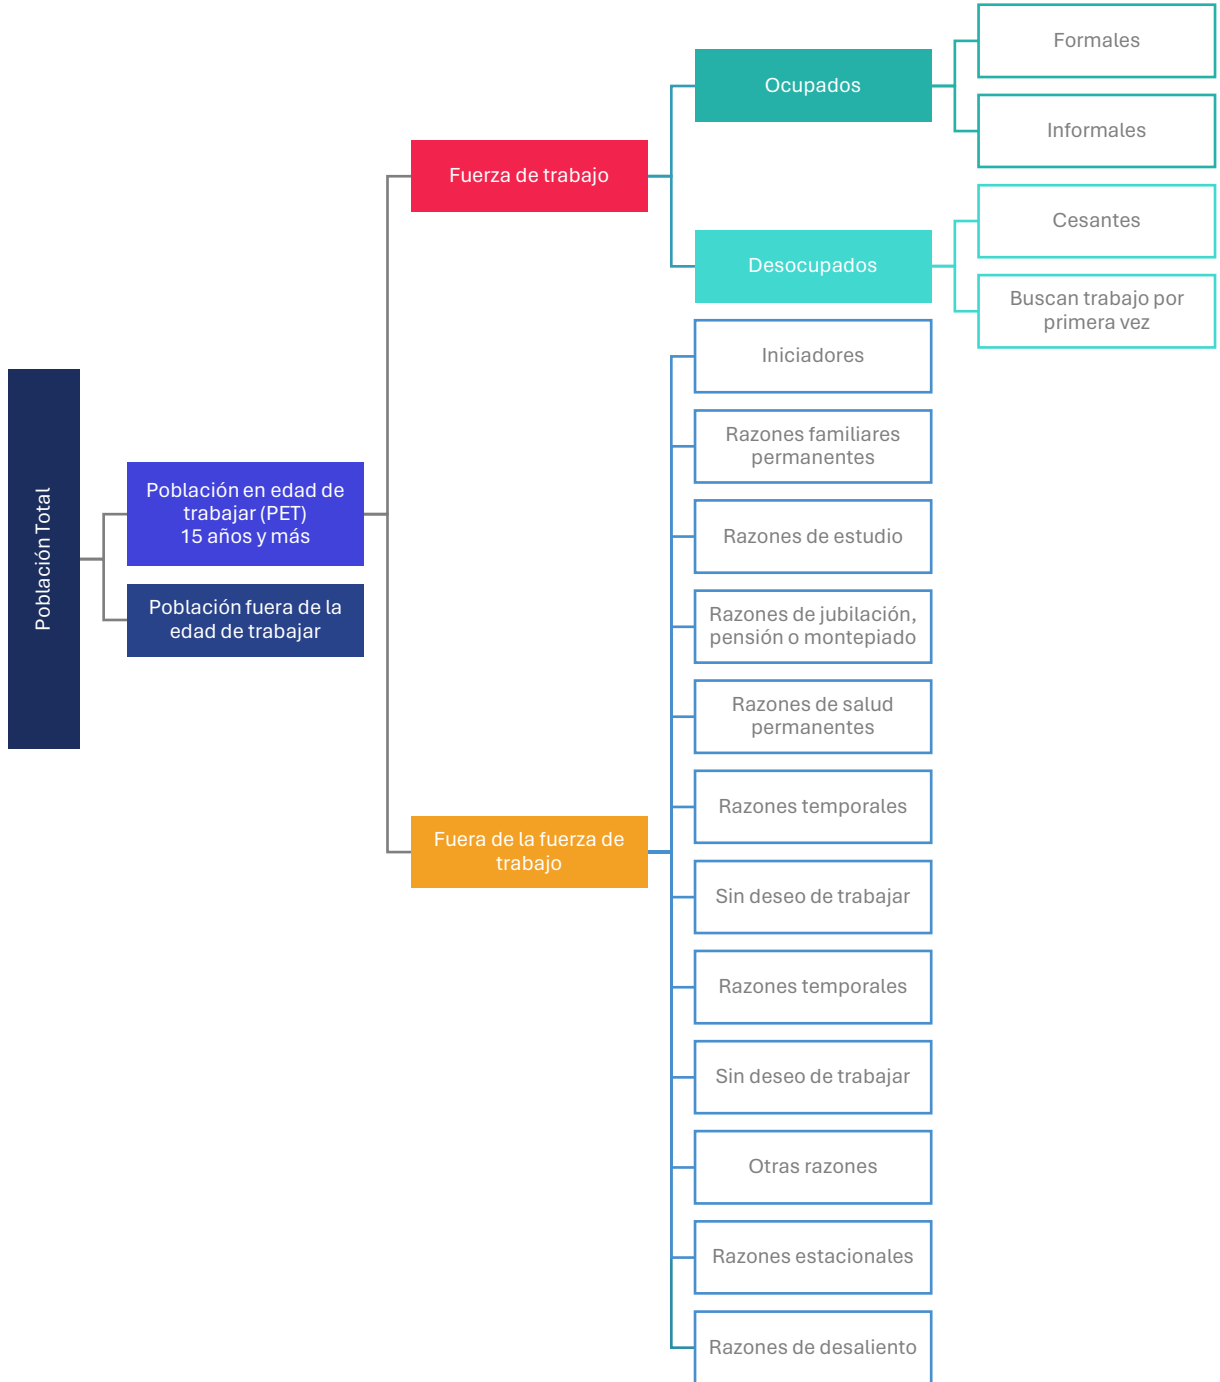 Población Total
Población en edad de
trabajar (PET)
15 años y más
Población fuera de la
edad de trabajar
Fuerza de trabajo
Ocupados
Formales
Informales
Desocupados
Cesantes
Buscan trabajo por
primera vez
Fuera de la fuerza de
trabajo
Iniciadores
Razones familiares
permanentes
Razones de estudio
Razones de jubilación,
pensión o montepiado
Razones de salud
permanentes
Razones temporales
Sin deseo de trabajar
Razones temporales
Sin deseo de trabajar
Otras razones
Razones estacionales
Razones de desaliento